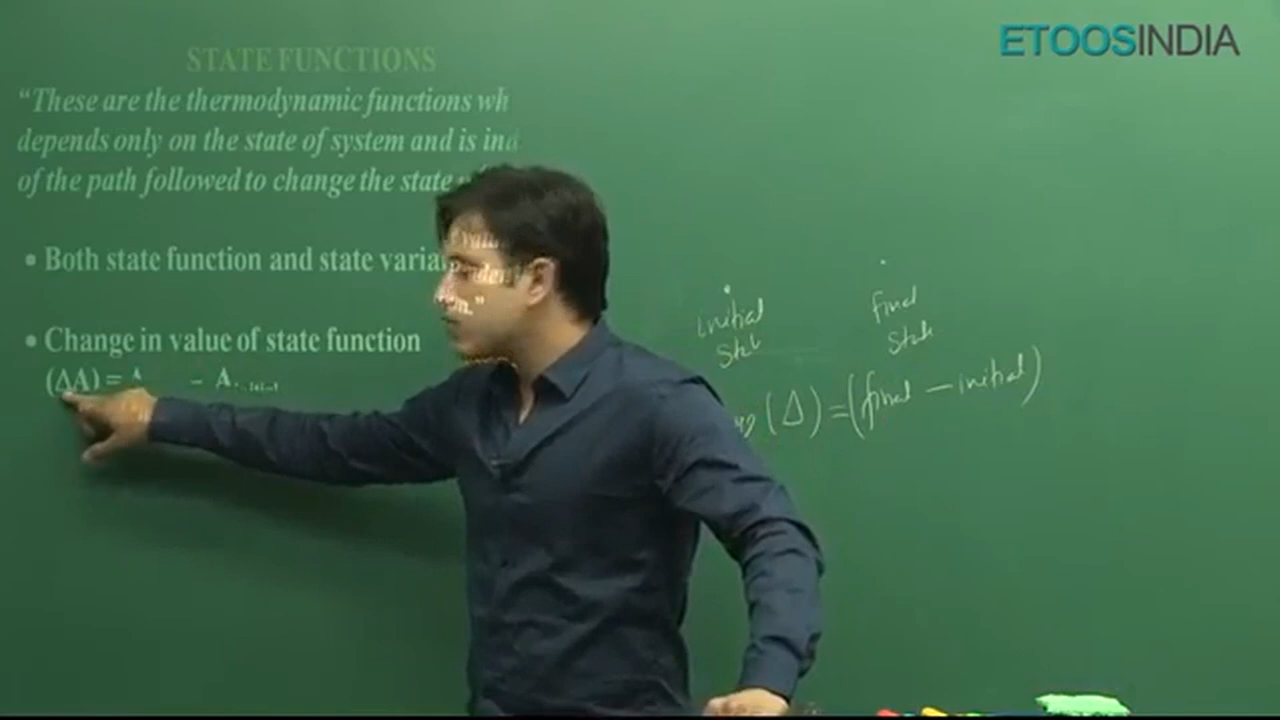 ETOOSINDIA
STATE FUNCTIONS
“These are the thermodynamic functions wh
depends only on the state of system and is ind
of the path followed to change the state
• Both state function and state varia
• Change in value of state function
(ΔA) = A - A
initial
final
State
(Δ) = (final - initial)